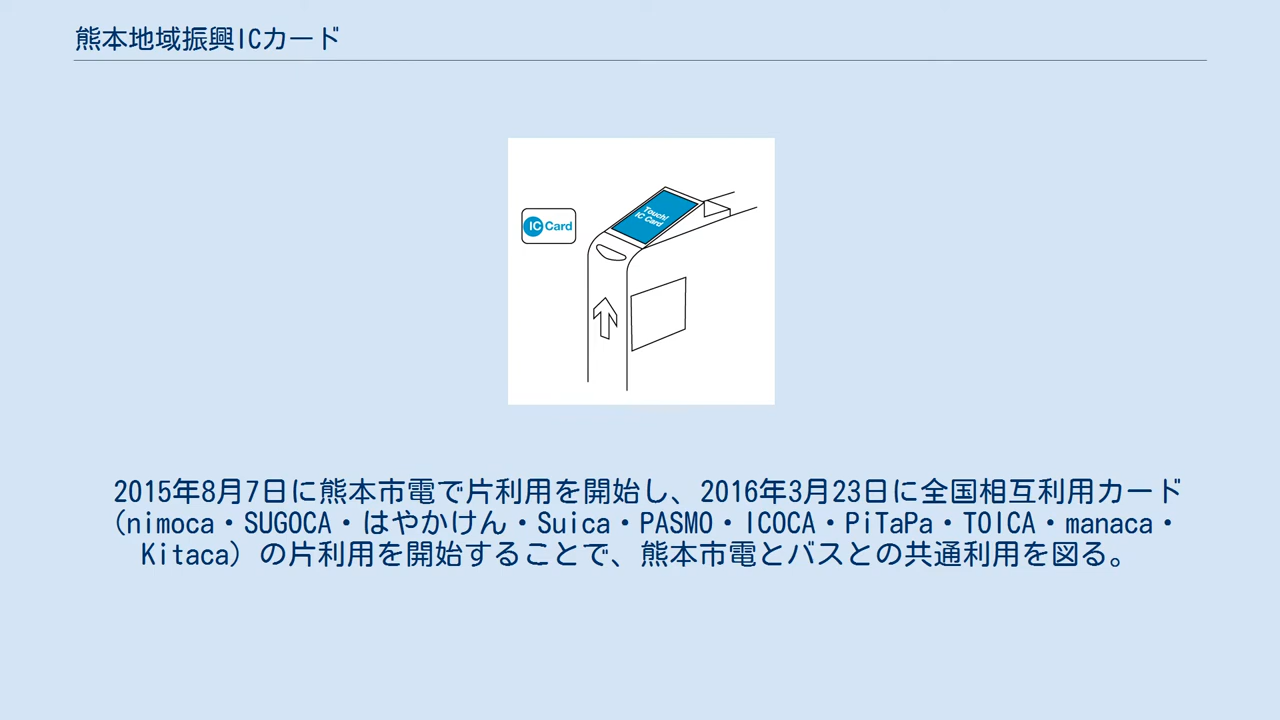 熊本地域振興ICカード
IC Card
Touch!
IC Card
2015年8月7日に熊本市電で片利用を開始し、2016年3月23日に全国相互利用カード
(nimoca・SUGOCA・はやかけん・Suica・PASMO・ICOCA・PiTaPa・TOICA・manaca・
Kitaca) の片利用を開始することで、熊本市電とバスとの共通利用を図る。